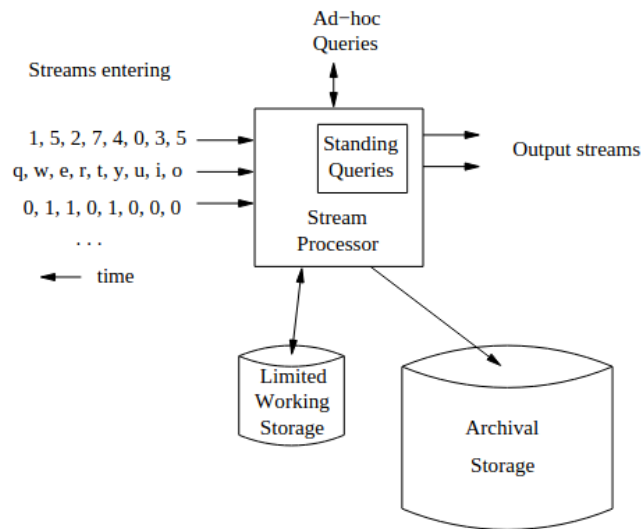 Ad-hoc
Queries
Streams entering
1, 5, 2, 7, 4, 0, 3, 5
q, w, e, r, t, y, u, i, o
0, 1, 1, 0, 1, 0, 0, 0
. . .
time
Standing
Queries
Stream
Processor
Output streams
Limited
Working
Storage
Archival
Storage